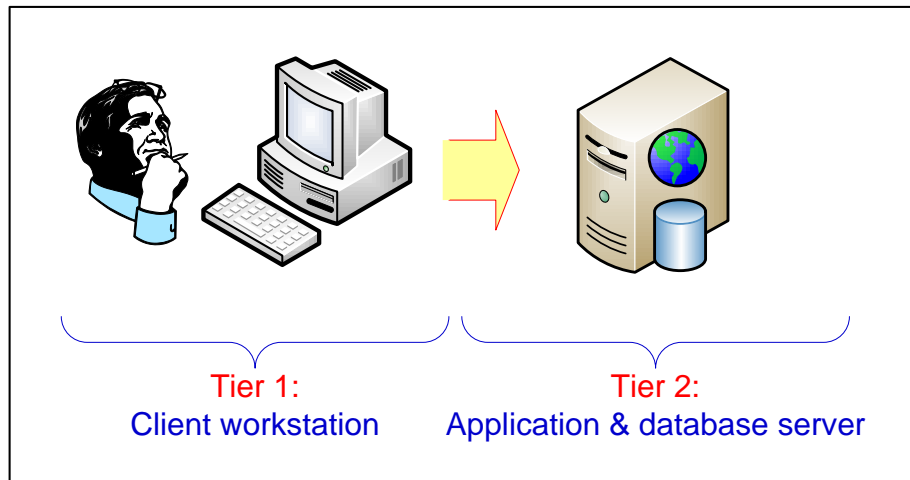 Tier 1:
Client workstation
Tier 2:
Application & database server